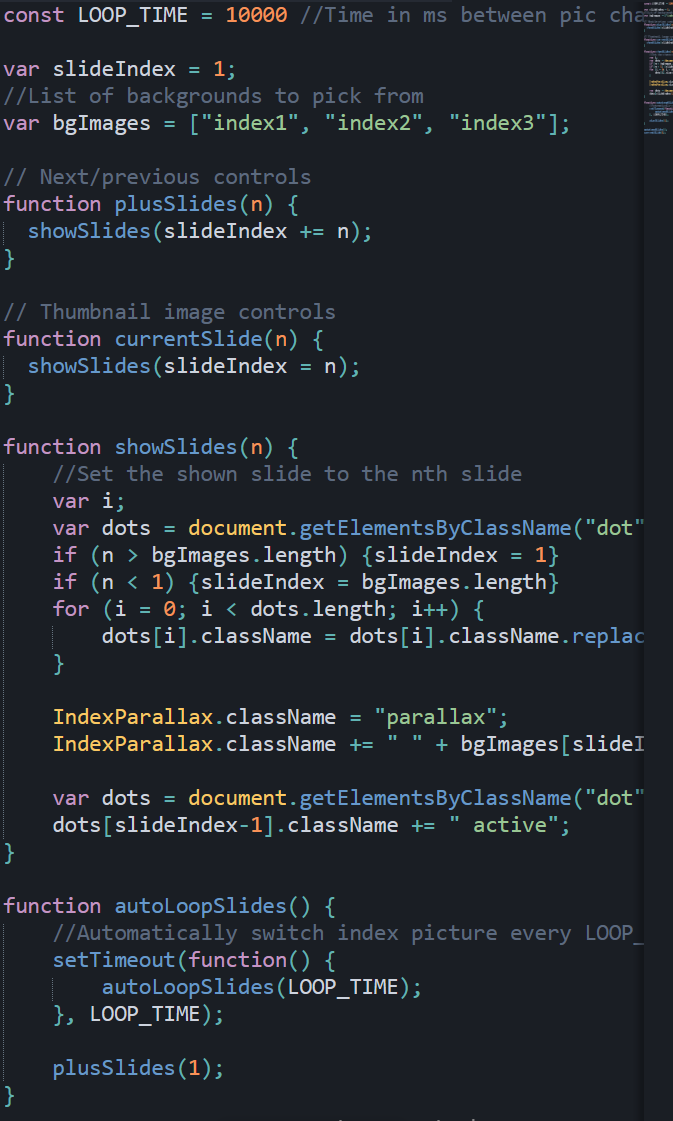 const LOOP_TIME = 10000 //Time in ms between pic cha
var slideIndex = 1;
//List of backgrounds to pick from
var bgImages = ["index1", "index2", "index3"];
// Next/previous controls
function plusSlides(n) {
showSlides(slideIndex += n);
}
// Thumbnail image controls
function currentSlide(n) {
showSlides(slideIndex = n);
}
function showSlides(n) {
//Set the shown slide to the nth slide
var i;
var dots = document.getElementsByClassName("dot"
if (n > bgImages.length) {slideIndex = 1}
if (n < 1) {slideIndex = bgImages.length}
for (i = 0; i < dots.length; i++) {
dots[i].className = dots[i].className.replac
}
IndexParallax.className = "parallax";
IndexParallax.className += " " + bgImages[slideI
var dots = document.getElementsByClassName("dot"
dots[slideIndex-1].className += " active";
}
function autoLoopSlides() {
//Automatically switch index picture every LOOP_
setTimeout(function() {
autoLoopSlides(LOOP_TIME);
}, LOOP_TIME);
plusSlides(1);
}